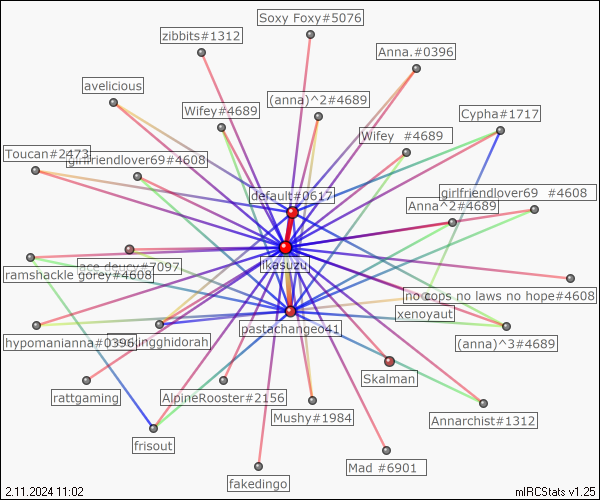 Soxy Foxy#5076
zibbits#1312
Anna.#0396
avelicious
(anna)^2#4689
Wifey#4689
Cypha#1717
Wifey #4689
Toucan#2473
girlfriendlover69#4608
default#0617
girlfriendlover69 #4608
Anna^2#4689
ikasuzu
ace deucy#7097
ramshackle gorey#4608
no cops no laws no hope#4608
xenoyaut
pastachange041
hypomanianna#0396
ingghidorah
(anna)^3#4689
Skalman
rattgaming
AlpineRooster#2156
Mushy#1984
Annarchist#1312
frisout
Mad #6901
fakedingo
2.11.2024 11:02
mIRCStats v1.25